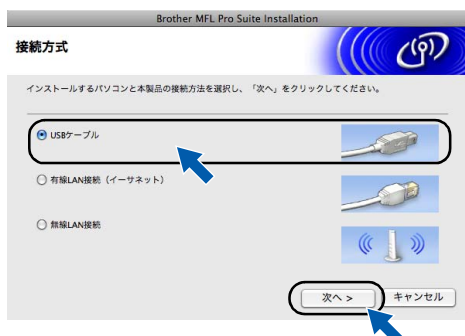 Brother MFL Pro Suite Installation
接続方式
インストールするパソコンと本製品の接続方法を選択し、「次へ」をクリックしてください。
USBケーブル
有線LAN接続（イーサネット）
無線LAN接続
次へ >
キャンセル